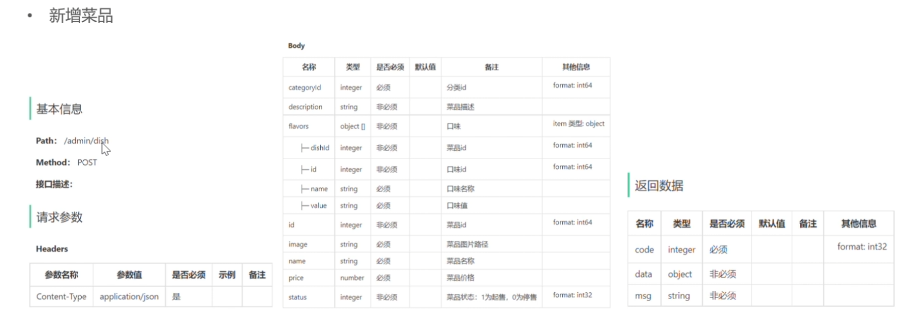 • 新增菜品
基本信息
Path: /admin/dish
Method: POST
接口描述：
请求参数
Headers
参数名称 参数值 是否必须 示例 备注
Content-Type application/json 是
Body
名称 类型 是否必须 默认值 备注 其他信息
categoryId integer 必须 分类id format: int64
description string 非必须 菜品描述
flavors object [] 非必须 口味 item 类型: object
├─ dishId integer 非必须 菜品id format: int64
├─ id integer 非必须 口味id format: int64
├─ name string 必须 口味名称
├─ value string 必须 口味值
id integer 非必须 菜品id format: int64
image string 必须 菜品图片路径
name string 必须 菜品名称
price number 必须 菜品价格
status integer 非必须 菜品状态：1为起售，0为停售 format: int32
返回数据
名称 类型 是否必须 默认值 备注 其他信息
code integer 必须 format: int32
data object 非必须
msg string 非必须